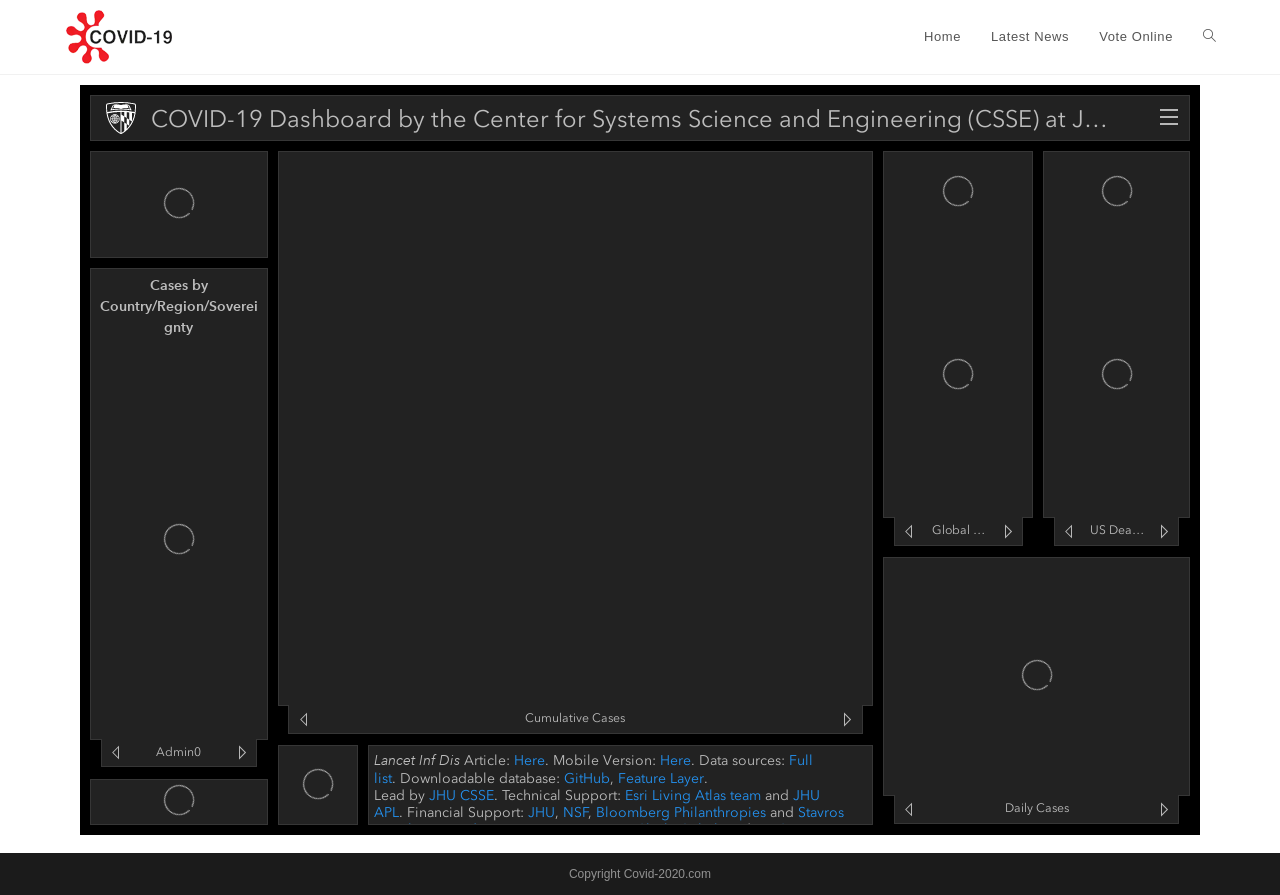 COVID-19
Home
Latest News
Vote Online
COVID-19 Dashboard by the Center for Systems Science and Engineering (CSSE) at J…
Cases by
Country/Region/Soverei
gnty
Admin0
Cumulative Cases
Lancet Inf Dis Article: Here. Mobile Version: Here. Data sources: Full
list. Downloadable database: GitHub, Feature Layer.
Lead by JHU CSSE. Technical Support: Esri Living Atlas team and JHU
APL. Financial Support: JHU, NSF, Bloomberg Philanthropies and Stavros
Global …
US Dea…
Daily Cases
Copyright Covid-2020.com